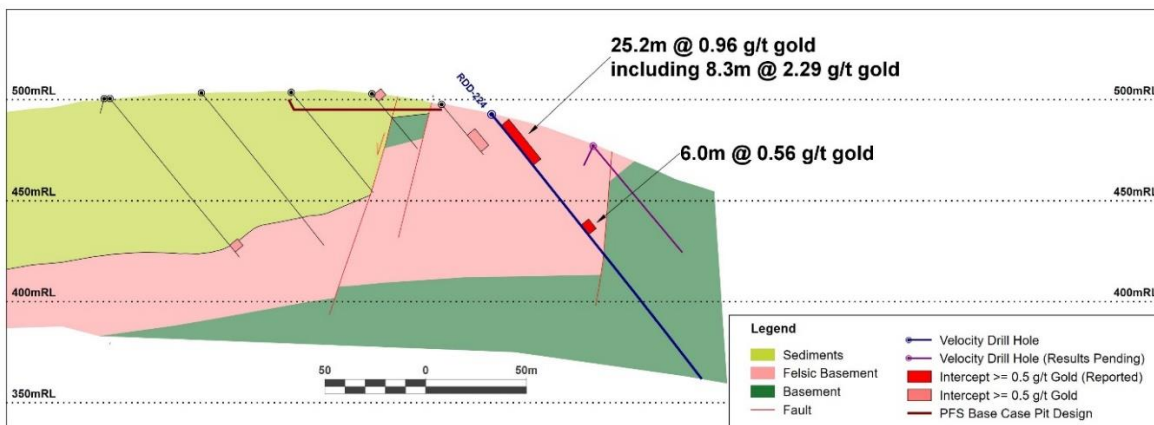 25.2m @ 0.96 g/t gold
including 8.3m @ 2.29 g/t gold
RDD-224
500mRL
500mRL
6.0m @ 0.56 g/t gold
450mRL
450mRL
400mRL
400mRL
350mRL
50 0 50m
Legend
Sediments
Felsic Basement
Basement
Fault
Velocity Drill Hole
Velocity Drill Hole (Results Pending)
Intercept >= 0.5 g/t Gold (Reported)
Intercept >= 0.5 g/t Gold
PFS Base Case Pit Design